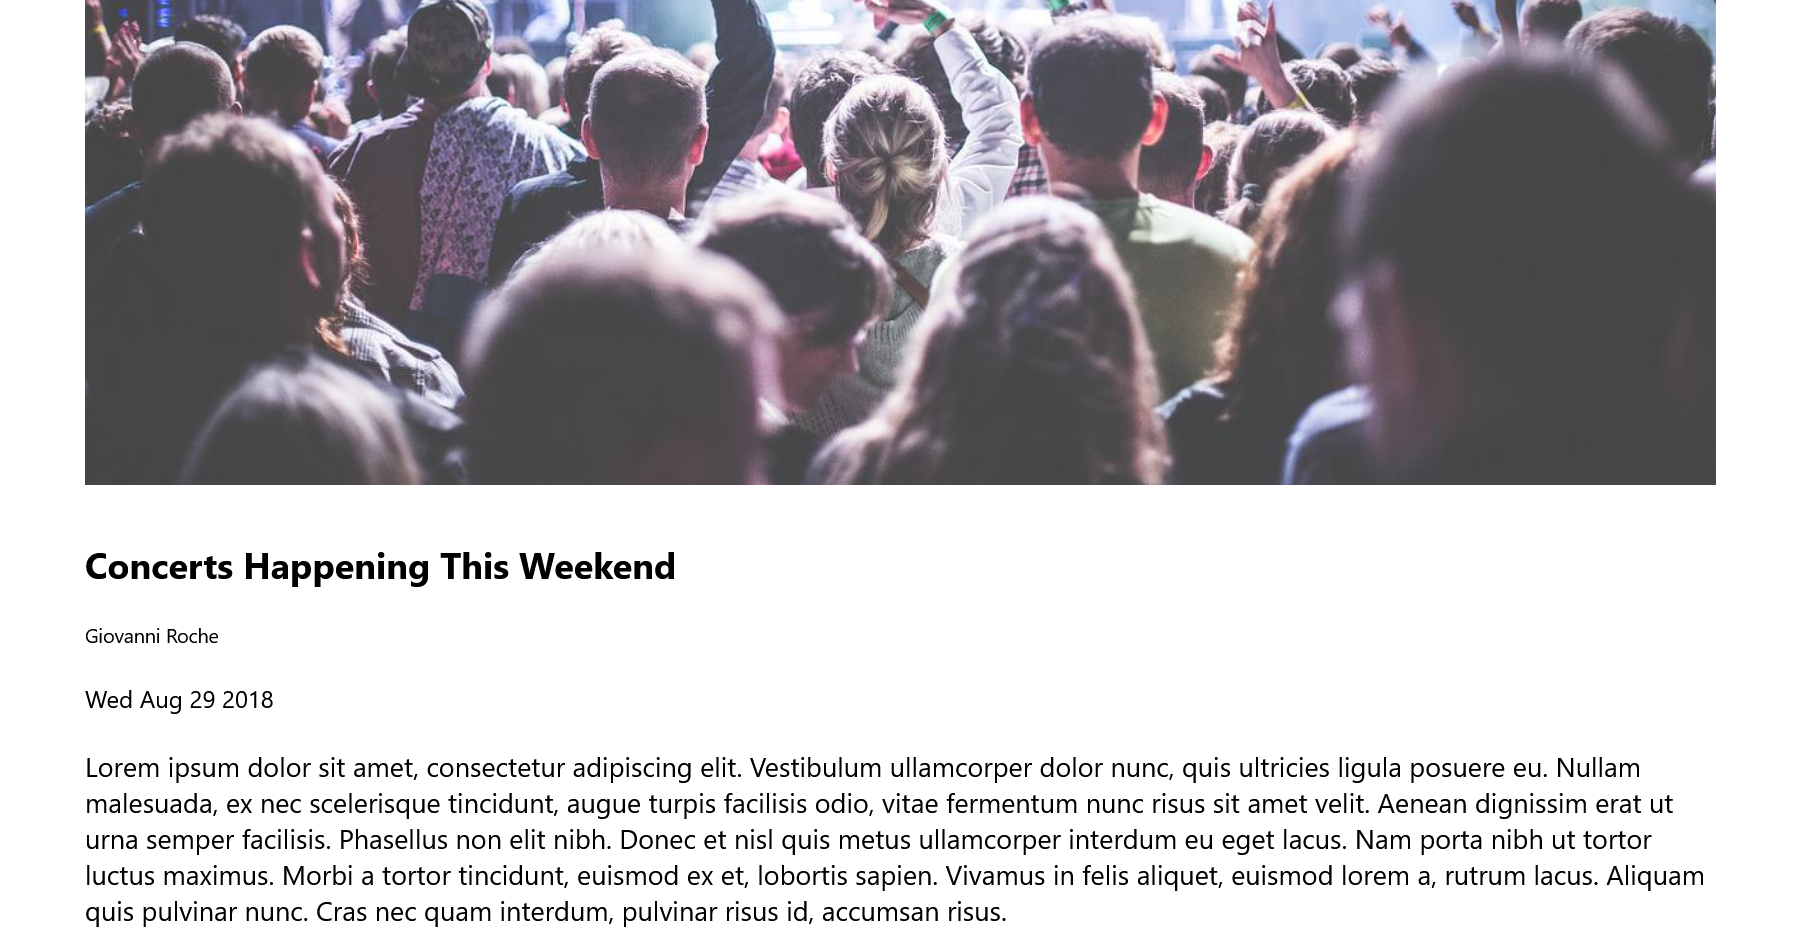 Concerts Happening This Weekend
Giovanni Roche
Wed Aug 29 2018
Lorem ipsum dolor sit amet, consectetur adipiscing elit. Vestibulum ullamcorper dolor nunc, quis ultricies ligula posuere eu. Nullam
malesuada, ex nec scelerisque tincidunt, augue turpis facilisis odio, vitae fermentum nunc risus sit amet velit. Aenean dignissim erat ut
urna semper facilisis. Phasellus non elit nibh. Donec et nisl quis metus ullamcorper interdum eu eget lacus. Nam porta nibh ut tortor
luctus maximus. Morbi a tortor tincidunt, euismod ex et, lobortis sapien. Vivamus in felis aliquet, euismod lorem a, rutrum lacus. Aliquam
quis pulvinar nunc. Cras nec quam interdum, pulvinar risus id, accumsan risus.